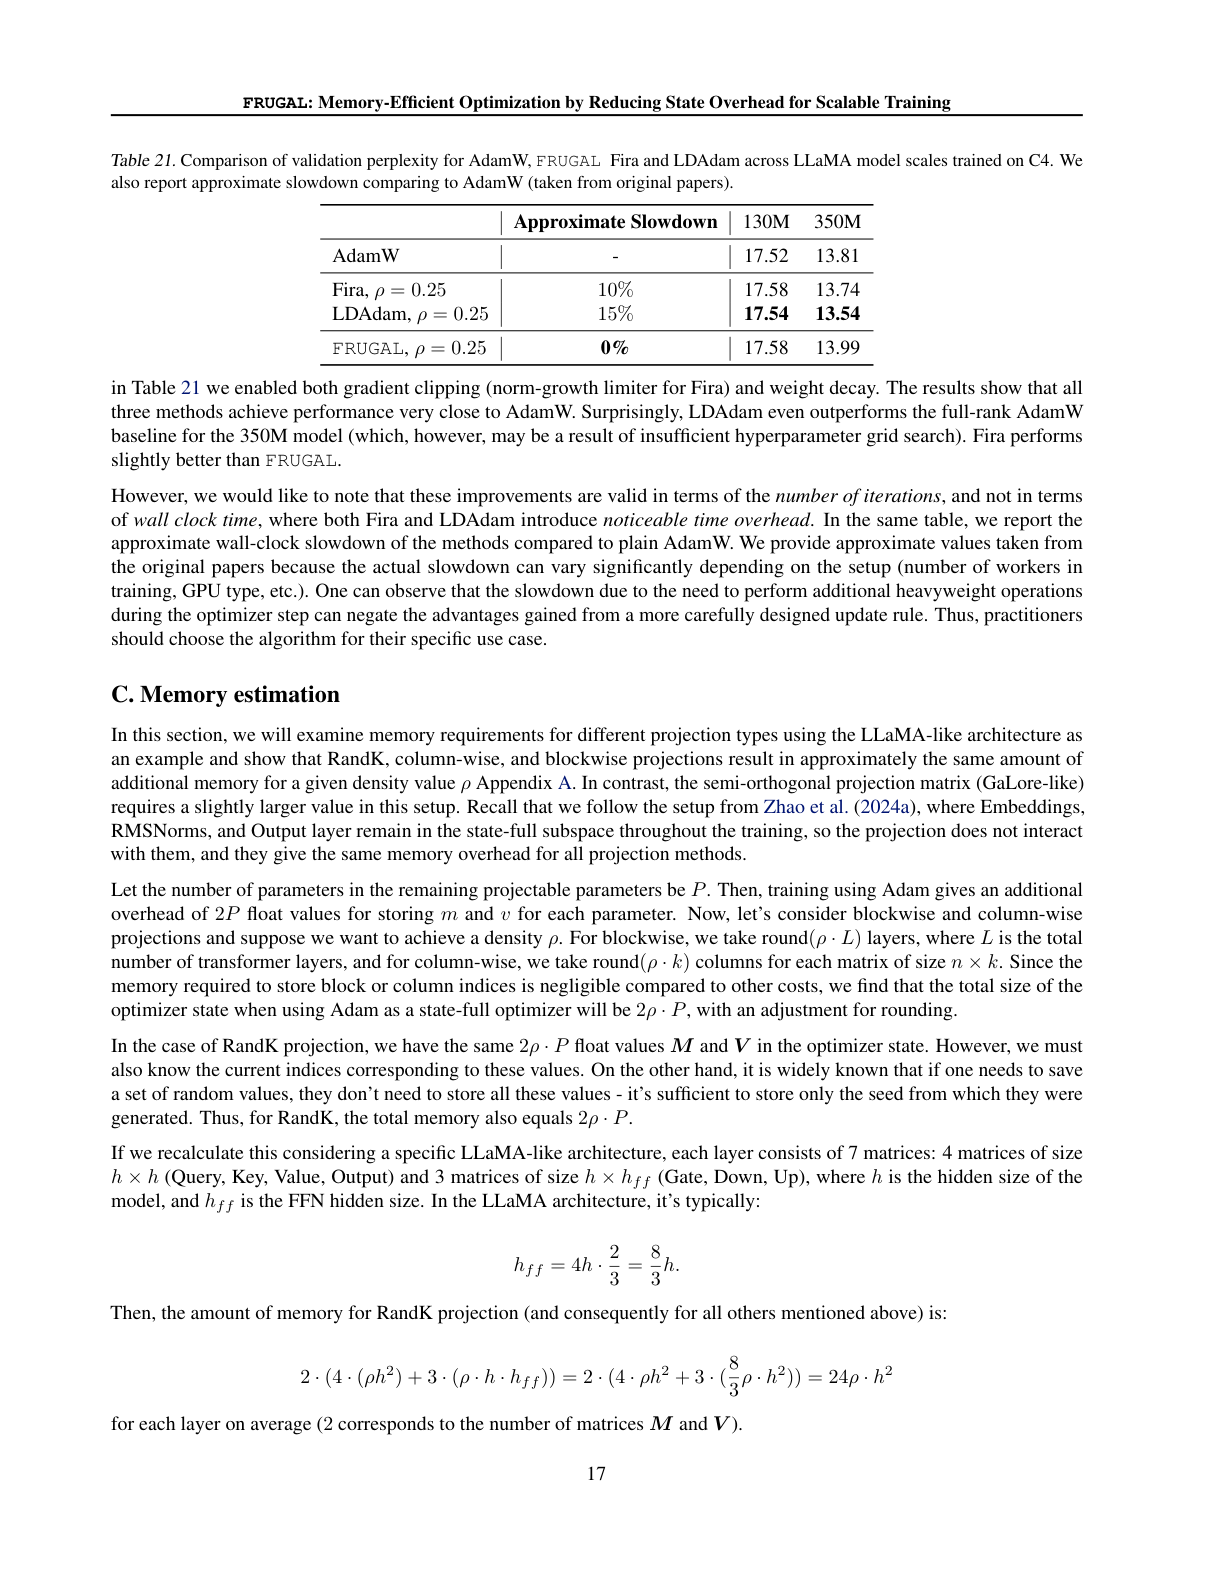 FRUGAL: Memory-Efficient Optimization by Reducing State Overhead for Scalable Training
Table 21. Comparison of validation perplexity for AdamW, FRUGAL Fira and LDAdam across LLaMA model scales trained on C4. We
also report approximate slowdown comparing to AdamW (taken from original papers).
Approximate Slowdown 130M 350M
AdamW - 17.52 13.81
Fira, ρ = 0.25 10% 17.58 13.74
LDAdam, ρ = 0.25 15% 17.54 13.54
FRUGAL, ρ = 0.25 0% 17.58 13.99
in Table 21 we enabled both gradient clipping (norm-growth limiter for Fira) and weight decay. The results show that all
three methods achieve performance very close to AdamW. Surprisingly, LDAdam even outperforms the full-rank AdamW
baseline for the 350M model (which, however, may be a result of insufficient hyperparameter grid search). Fira performs
slightly better than FRUGAL.
However, we would like to note that these improvements are valid in terms of the number of iterations, and not in terms
of wall clock time, where both Fira and LDAdam introduce noticeable time overhead. In the same table, we report the
approximate wall-clock slowdown of the methods compared to plain AdamW. We provide approximate values taken from
the original papers because the actual slowdown can vary significantly depending on the setup (number of workers in
training, GPU type, etc.). One can observe that the slowdown due to the need to perform additional heavyweight operations
during the optimizer step can negate the advantages gained from a more carefully designed update rule. Thus, practitioners
should choose the algorithm for their specific use case.
C. Memory estimation
In this section, we will examine memory requirements for different projection types using the LLaMA-like architecture as
an example and show that RandK, column-wise, and blockwise projections result in approximately the same amount of
additional memory for a given density value ρ Appendix A. In contrast, the semi-orthogonal projection matrix (GaLore-like)
requires a slightly larger value in this setup. Recall that we follow the setup from Zhao et al. (2024a), where Embeddings,
RMSNorms, and Output layer remain in the state-full subspace throughout the training, so the projection does not interact
with them, and they give the same memory overhead for all projection methods.
Let the number of parameters in the remaining projectable parameters be P. Then, training using Adam gives an additional
overhead of 2P float values for storing m and v for each parameter. Now, let's consider blockwise and column-wise
projections and suppose we want to achieve a density ρ. For blockwise, we take round(ρ · L) layers, where L is the total
number of transformer layers, and for column-wise, we take round(ρ · k) columns for each matrix of size n × k. Since the
memory required to store block or column indices is negligible compared to other costs, we find that the total size of the
optimizer state when using Adam as a state-full optimizer will be 2ρ · P, with an adjustment for rounding.
In the case of RandK projection, we have the same 2ρ · P float values M and V in the optimizer state. However, we must
also know the current indices corresponding to these values. On the other hand, it is widely known that if one needs to save
a set of random values, they don't need to store all these values - it's sufficient to store only the seed from which they were
generated. Thus, for RandK, the total memory also equals 2ρ · P.
If we recalculate this considering a specific LLaMA-like architecture, each layer consists of 7 matrices: 4 matrices of size
h × h (Query, Key, Value, Output) and 3 matrices of size h × h_{ff} (Gate, Down, Up), where h is the hidden size of the
model, and h_{ff} is the FFN hidden size. In the LLaMA architecture, it's typically:
h_{ff} = 4h · 2/3 = 8/3 h.
Then, the amount of memory for RandK projection (and consequently for all others mentioned above) is:
2 · (4 · (ρh²) + 3 · (ρ · h · h_{ff})) = 2 · (4 · ρh² + 3 · (8/3 ρ · h²)) = 24ρ · h²
for each layer on average (2 corresponds to the number of matrices M and V).
17